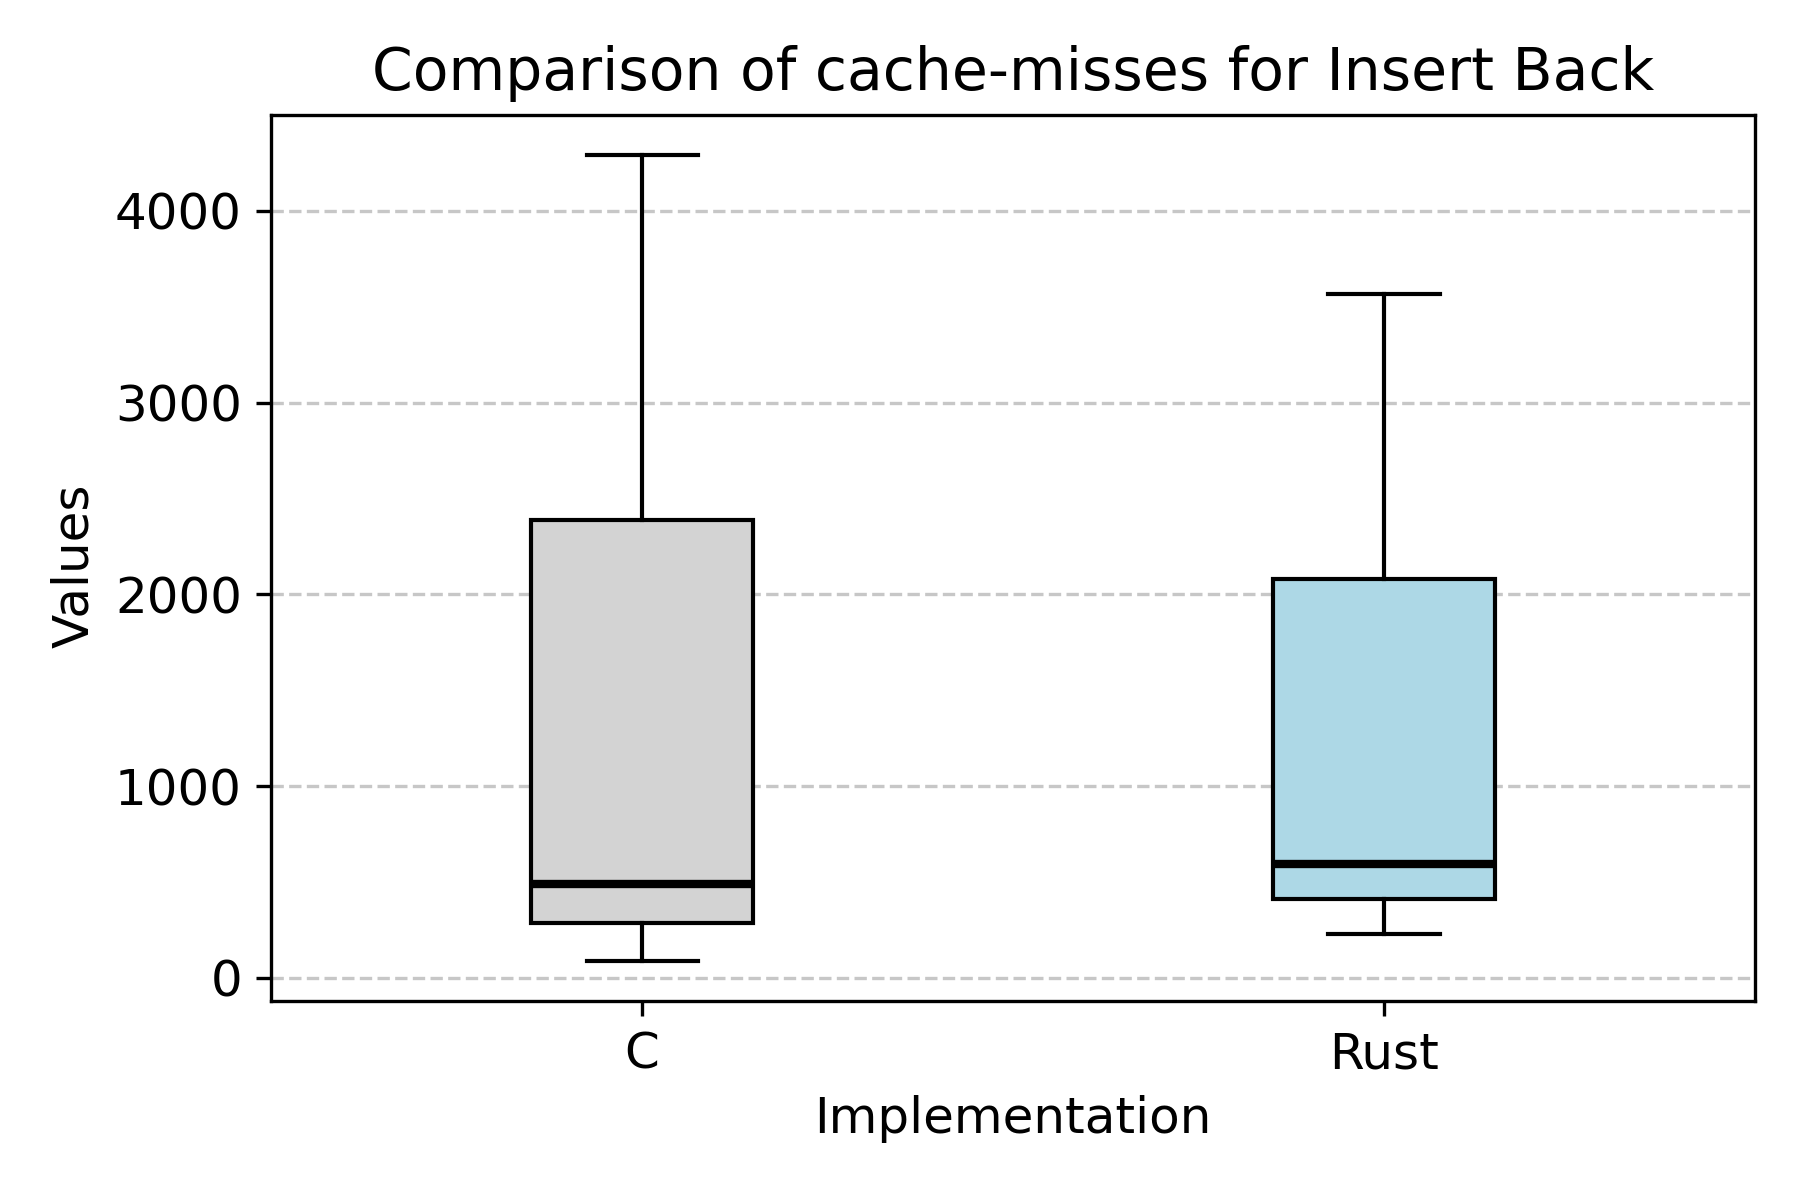 Comparison of cache-misses for Insert Back
4000
3000
2000
1000
0
Values
C
Rust
Implementation